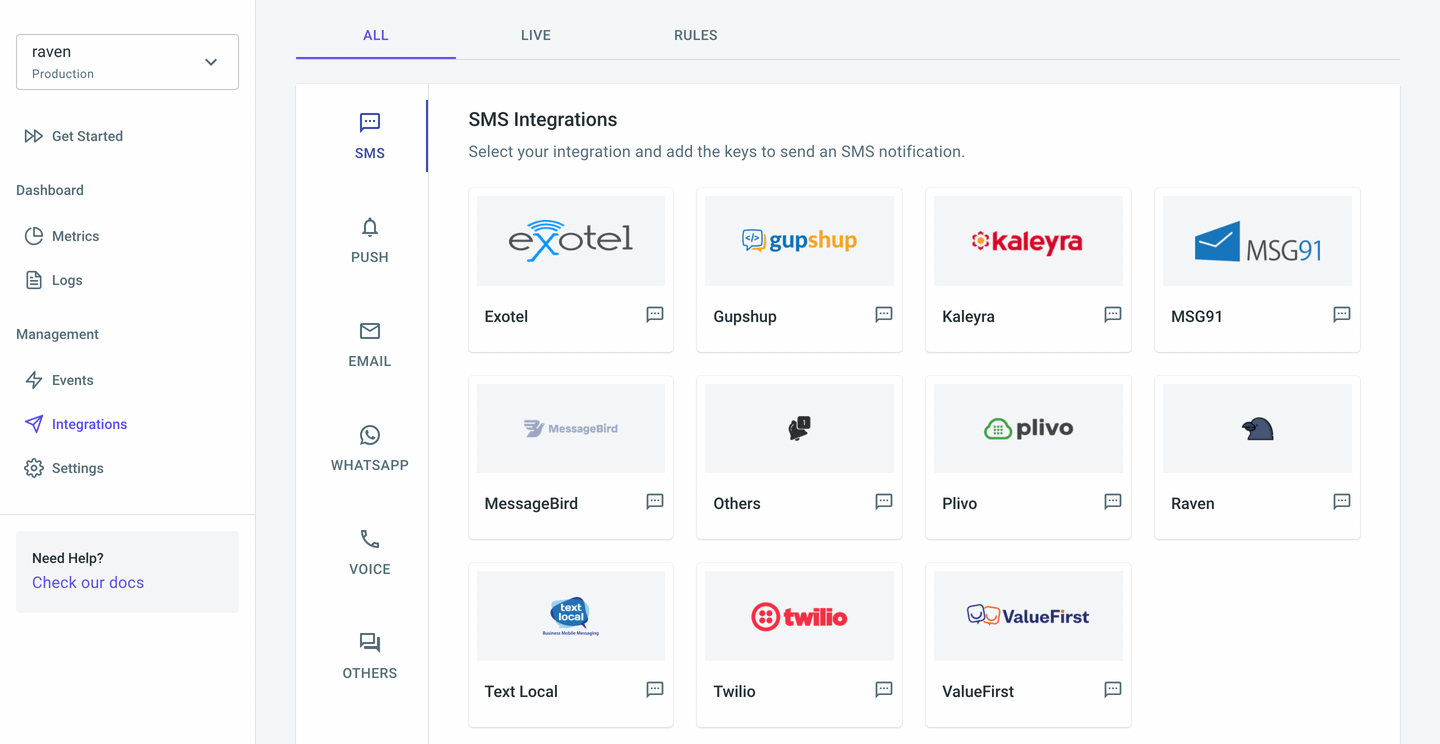 raven
Production
Get Started
Dashboard
Metrics
Logs
Management
Events
Integrations
Settings
Need Help?
Check our docs
ALL
LIVE
RULES
SMS
PUSH
EMAIL
WHATSAPP
VOICE
OTHERS
SMS Integrations
Select your integration and add the keys to send an SMS notification.
exotel
Exotel
</> gupshup
Gupshup
kaleyra
Kaleyra
MSG91
MSG91
MessageBird
MessageBird
!
Others
plivo
Plivo
Raven
text
local
Business Mobile Messaging
Text Local
twilio
Twilio
ValueFirst
ValueFirst